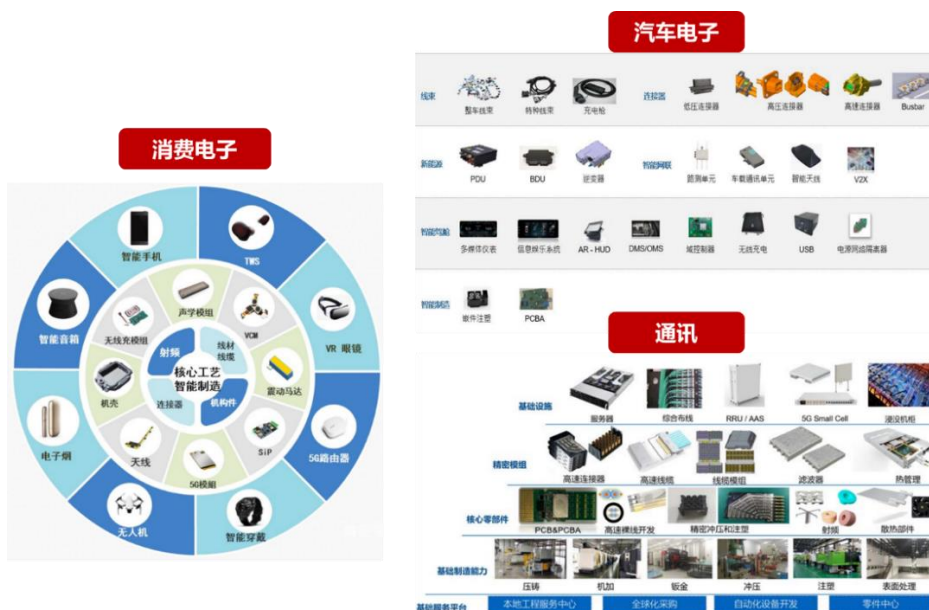 消费电子
智能手机
TWS
智能音箱
VR 眼镜
电子烟
5G路由器
无人机
智能穿戴
声学模组
无线充模组
VCM
机壳
震动马达
天线
SiP
5G模组
射频
线材
线缆
核心工艺
智能制造
连接器
机构件
汽车电子
线束
整车线束
特种线束
充电枪
连接器
低压连接器
高压连接器
高速连接器
Busbar
新能源
PDU
BDU
逆变器
智能网联
路测单元
车载通讯单元
智能天线
V2X
智能驾舱
多媒体仪表
信息娱乐系统
AR - HUD
DMS/OMS
域控制器
无线充电
USB
电源网络隔离器
智能制造
嵌件注塑
PCBA
通讯
基础设施
服务器
综合布线
RRU / AAS
5G Small Cell
浸没机柜
精密模组
高速连接器
高速线缆
线缆模组
滤波器
热管理
核心零部件
PCB&PCBA
高速裸线开发
精密冲压和注塑
射频
散热部件
基础制造能力
压铸
机加
钣金
冲压
注塑
表面处理
基础服务平台
本地工程服务中心
全球化采购
自动化设备开发
零件中心